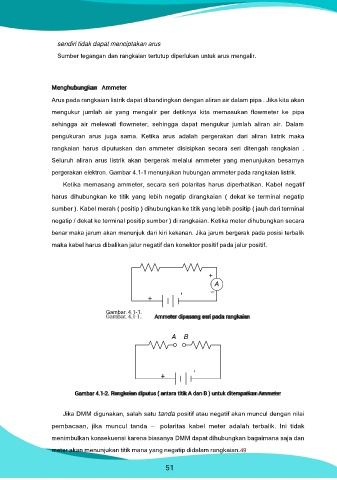 sendiri tidak dapat menciptakan arus
Sumber tegangan dan rangkaian tertutup diperlukan untuk arus mengalir.
Menghubungkan Ammeter
Arus pada rangkaian listrik dapat dibandingkan dengan aliran air dalam pipa . Jika kita akan
mengukur jumlah air yang mengalir per detiknya kita memasukan flowmeter ke pipa
sehingga air melewati flowmeter, sehingga dapat mengukur jumlah aliran air. Dalam
pengukuran arus juga sama. Ketika arus adalah pergerakan dari aliran listrik maka
rangkaian harus diputuskan dan ammeter disisipkan secara seri ditengah rangkaian .
Seluruh aliran arus listrik akan bergerak melalui ammeter yang menunjukan besarnya
pergerakan elektron. Gambar 4.1-1 menunjukan hubungan ammeter pada rangkaian listrik.
Ketika memasang ammeter, secara seri polaritas harus diperhatikan. Kabel negatif
harus dihubungkan ke titik yang lebih negatip dirangkaian ( dekat ke terminal negatip
sumber ). Kabel merah ( positip ) dihubungkan ke titik yang lebih positip ( jauh dari terminal
negatip / dekat ke terminal positip sumber ) di rangkaian. Ketika meter dihubungkan secara
benar maka jarum akan menunjuk dari kiri kekanan. Jika jarum bergerak pada posisi terbalik
maka kabel harus dibalikan jalur negatif dan konektor positif pada jalur positif.
+
A
−
+
Gambar. 4.1-1.
Gambar. 4.1-1. Ammeter dipasang seri pada rangkaian
A B
+
Gambar 4.1-2. Rangkaian diputus ( antara titik A dan B ) untuk ditempatkan Ammeter
Jika DMM digunakan, salah satu tanda positif atau negatif akan muncul dengan nilai
pembacaan, jika muncul tanda − polaritas kabel meter adalah terbalik. Ini tidak
menimbulkan konsekuensi karena biasanya DMM dapat dihubungkan bagaimana saja dan
meter akan menunjukan titik mana yang negatip didalam rangkaian.49
51